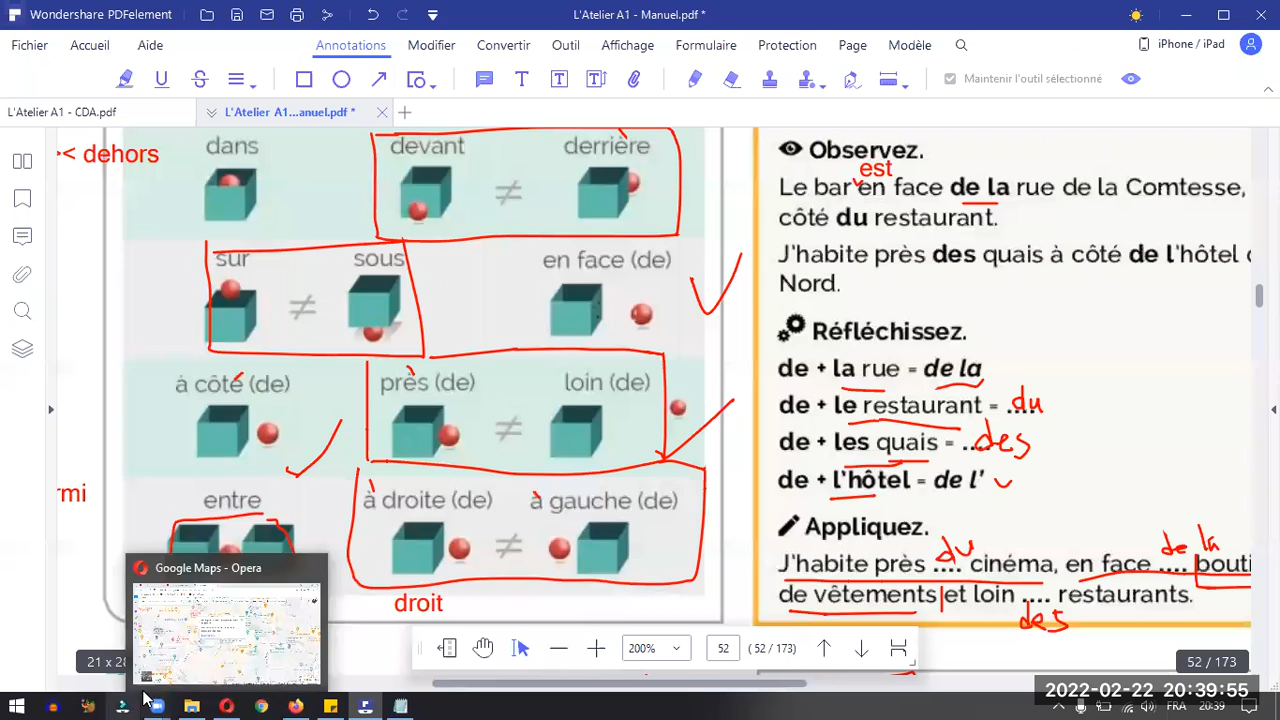 Wondershare PDFelement
L'Atelier A1 - Manuel.pdf *
Fichier Accueil Aide Annotations Modifier Convertir Outil Affichage Formulaire Protection Page Modèle iPhone / iPad
Maintenir l'outil sélectionné
L'Atelier A1 - CDA.pdf
L'Atelier A1...anuel.pdf *
>< dehors
dans devant ≠ derrière
sur ≠ sous en face (de)
à côté (de) près (de) ≠ loin (de)
rmi
entre à droite (de) ≠ à gauche (de)
droit
Observez.
est
Le bar en face de la rue de la Comtesse,
côté du restaurant.
J'habite près des quais à côté de l'hôtel
Nord.
Réfléchissez.
de + la rue = de la
de + le restaurant = .... du
de + les quais = .... des
de + l'hôtel = de l'
Appliquez.
du de la
J'habite près .... cinéma, en face .... bouti
de vêtements et loin .... restaurants.
des
Google Maps - Opera
21 x 28
200%
52 (52 / 173)
52 / 173
2022-02-22 20:39:55
FRA 20:39